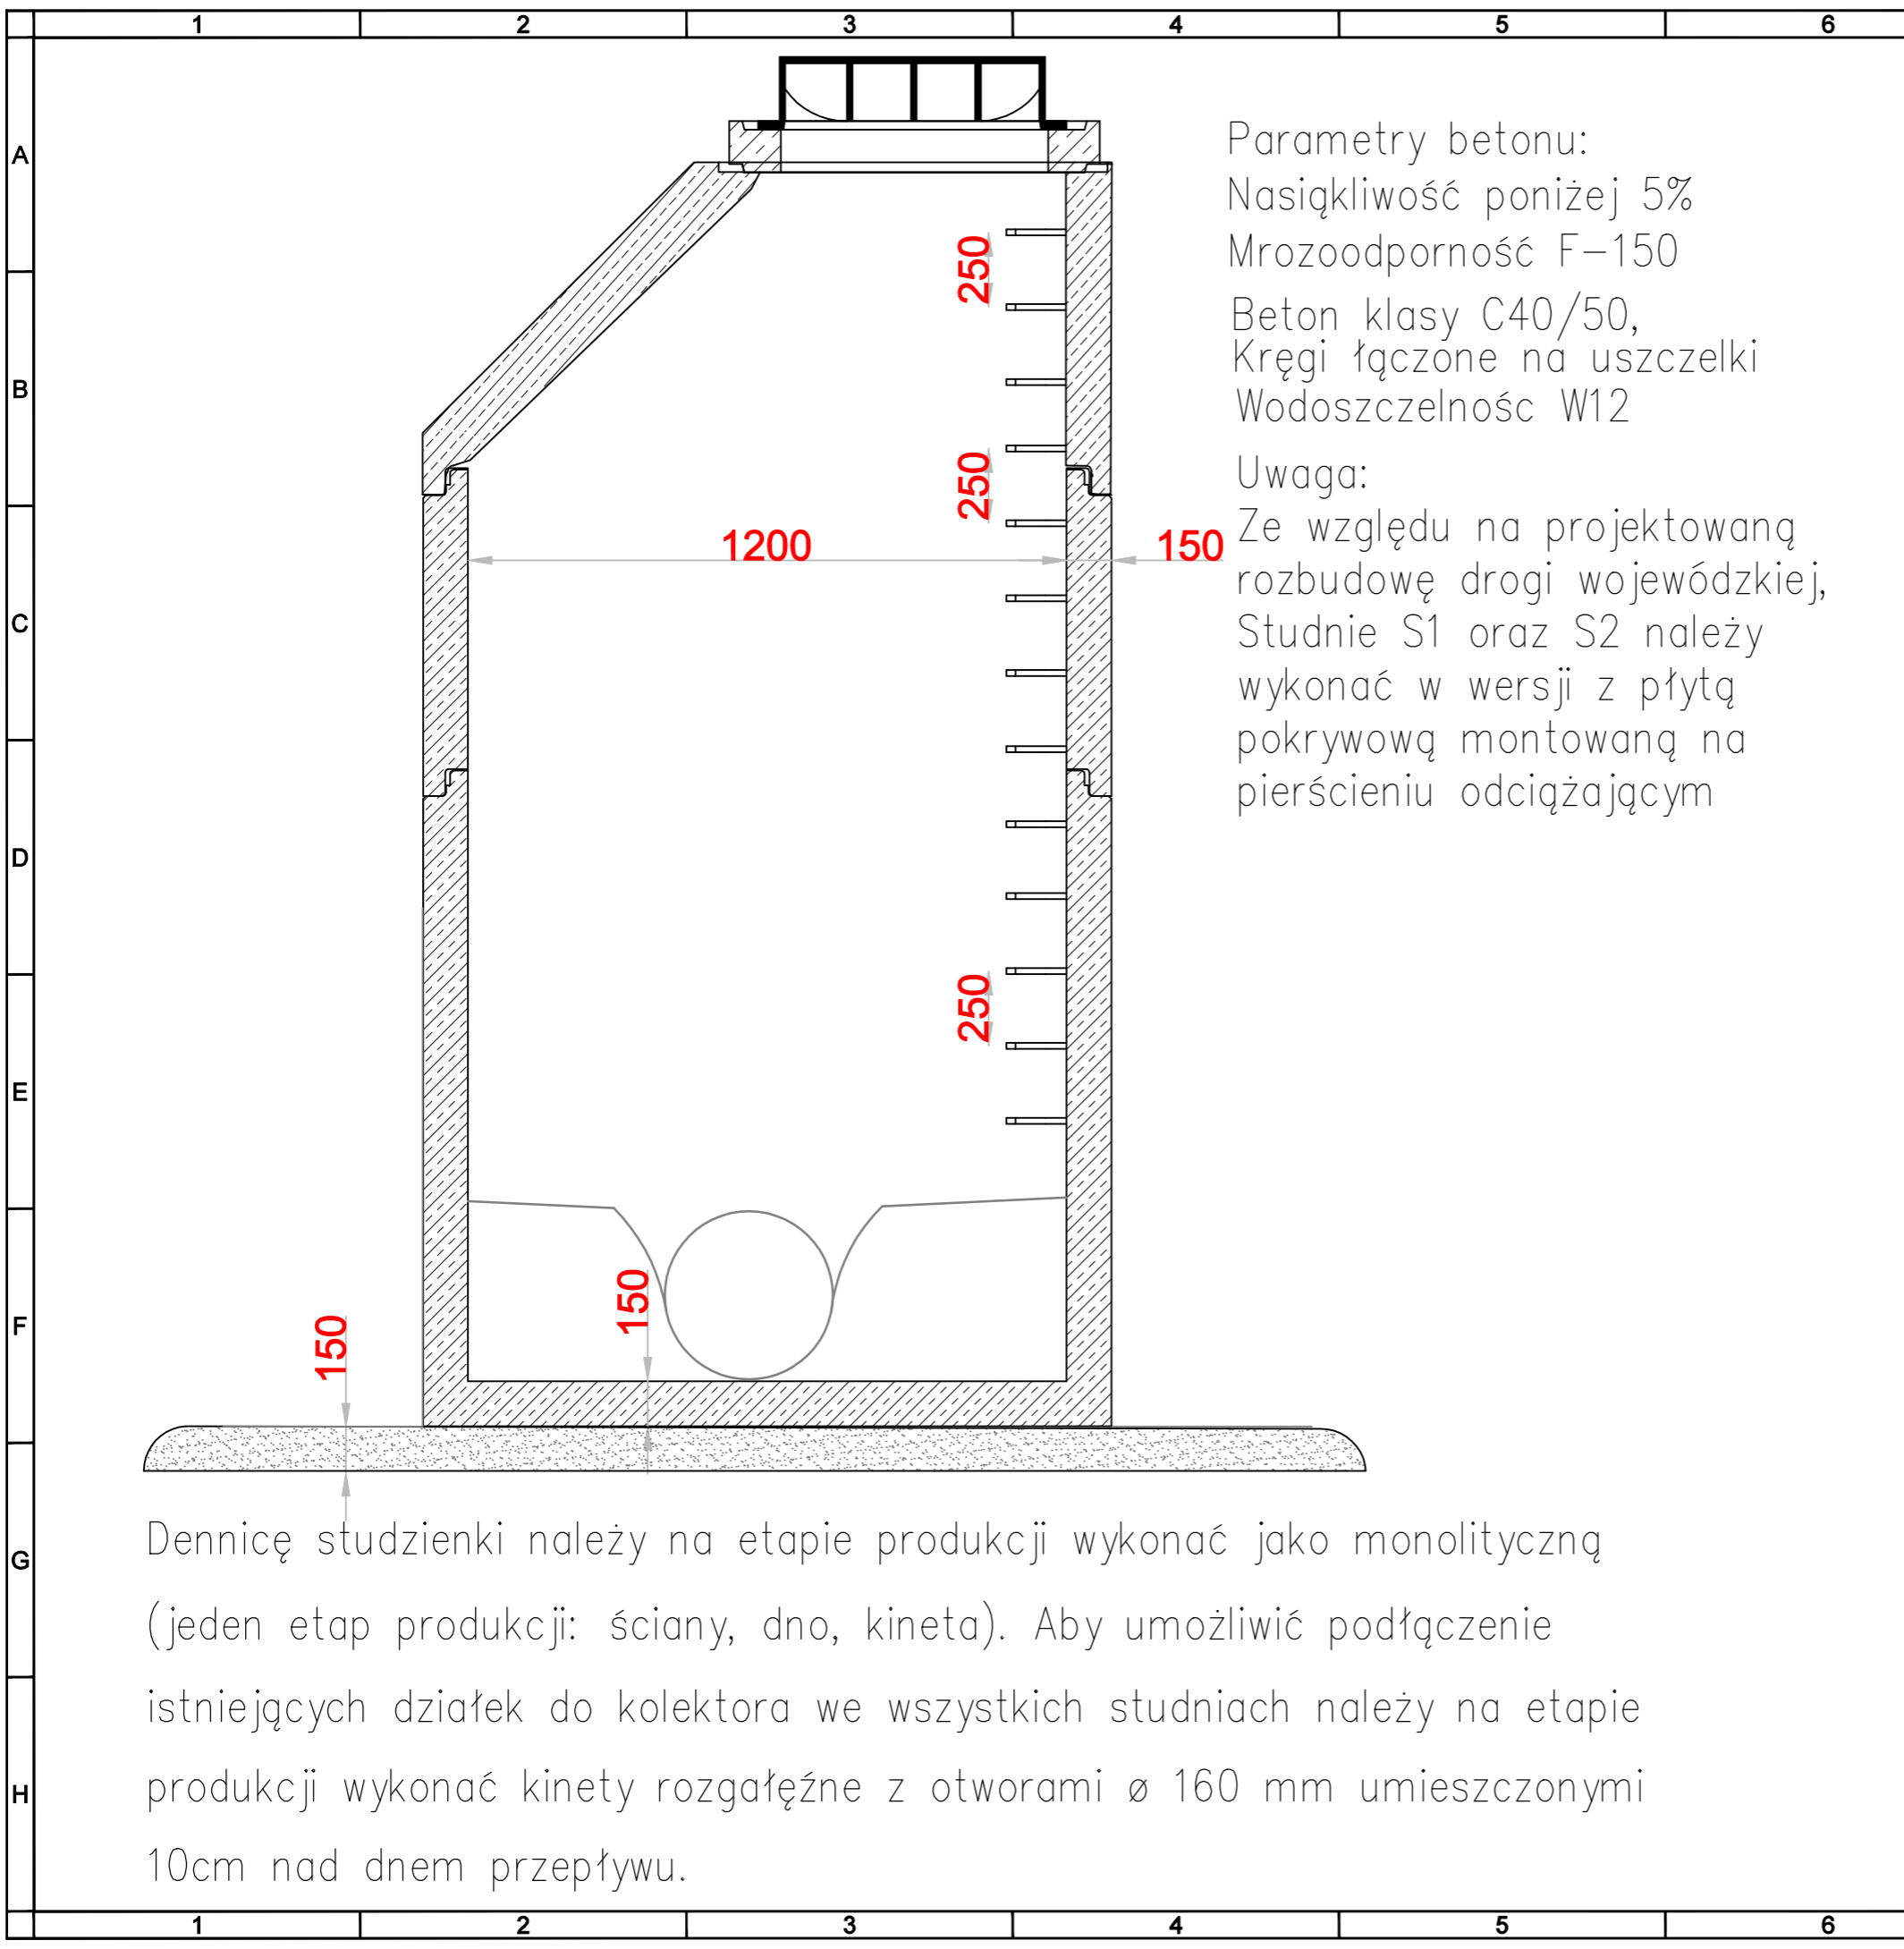 1 2 3 4 5 6
A
B
C
D
E
F
G
H
Parametry betonu:
Nasiąkliwość poniżej 5%
Mrozoodporność F-150
Beton klasy C40/50,
Kręgi łączone na uszczelki
Wodoszczelnośc W12
Uwaga:
Ze względu na projektowaną
rozbudowę drogi wojewódzkiej,
Studnie S1 oraz S2 należy
wykonać w wersji z płytą
pokrywową montowaną na
pierścieniu odciążającym
250
250
1200
150
250
150
150
Dennicę studzienki należy na etapie produkcji wykonać jako monolityczną
(jeden etap produkcji: ściany, dno, kineta). Aby umożliwić podłączenie
istniejących działek do kolektora we wszystkich studniach należy na etapie
produkcji wykonać kinety rozgałęźne z otworami ø 160 mm umieszczonymi
10cm nad dnem przepływu.
1 2 3 4 5 6